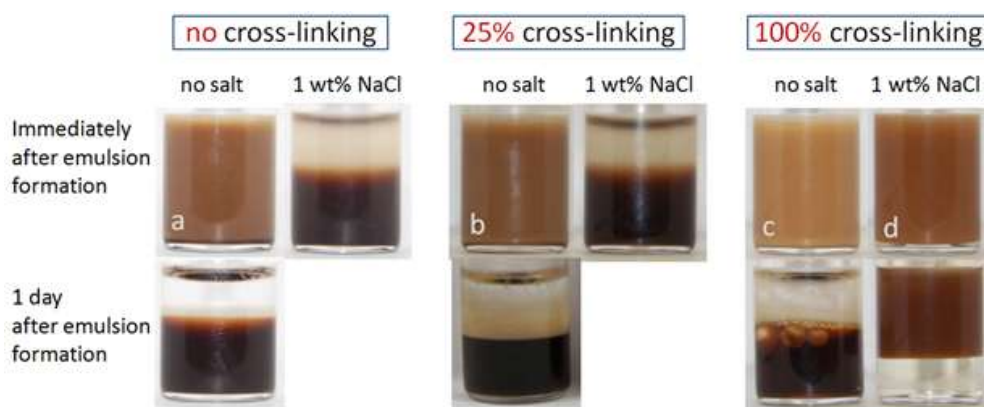 no cross-linking
25% cross-linking
100% cross-linking
no salt
1 wt% NaCl
no salt
1 wt% NaCl
no salt
1 wt% NaCl
Immediately
after emulsion
formation
a
b
c
d
1 day
after emulsion
formation